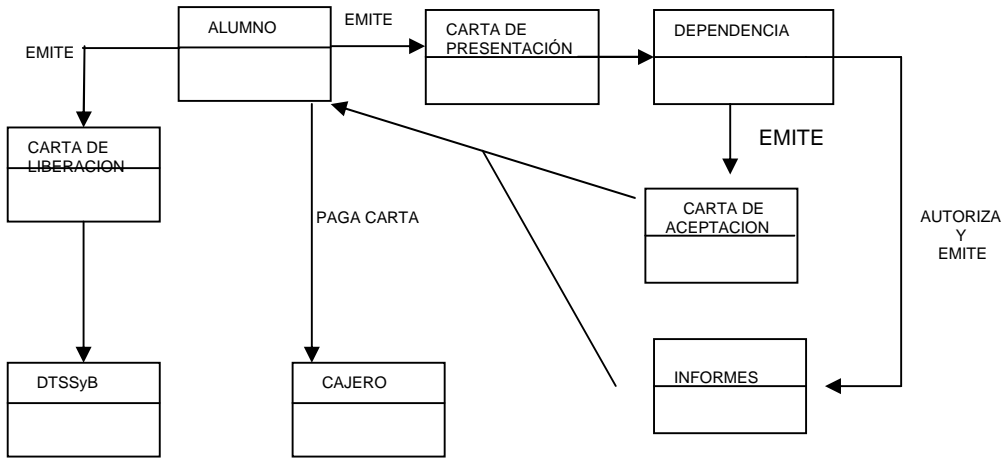 ALUMNO
EMITE
CARTA DE
PRESENTACIÓN
DEPENDENCIA
EMITE
CARTA DE
LIBERACION
EMITE
PAGA CARTA
CARTA DE
ACEPTACION
AUTORIZA
Y
EMITE
DTSSyB
CAJERO
INFORMES